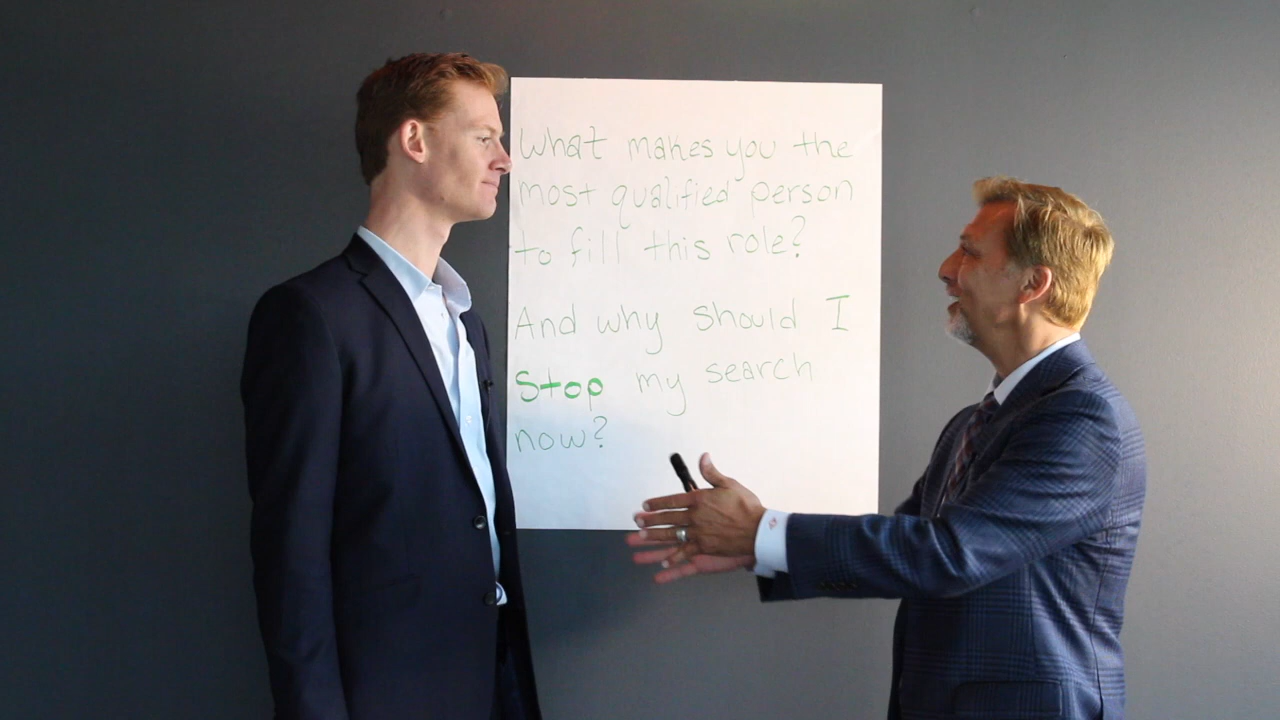 What makes you the
most qualified person
to fill this role?
And why should I
Stop my search
now?